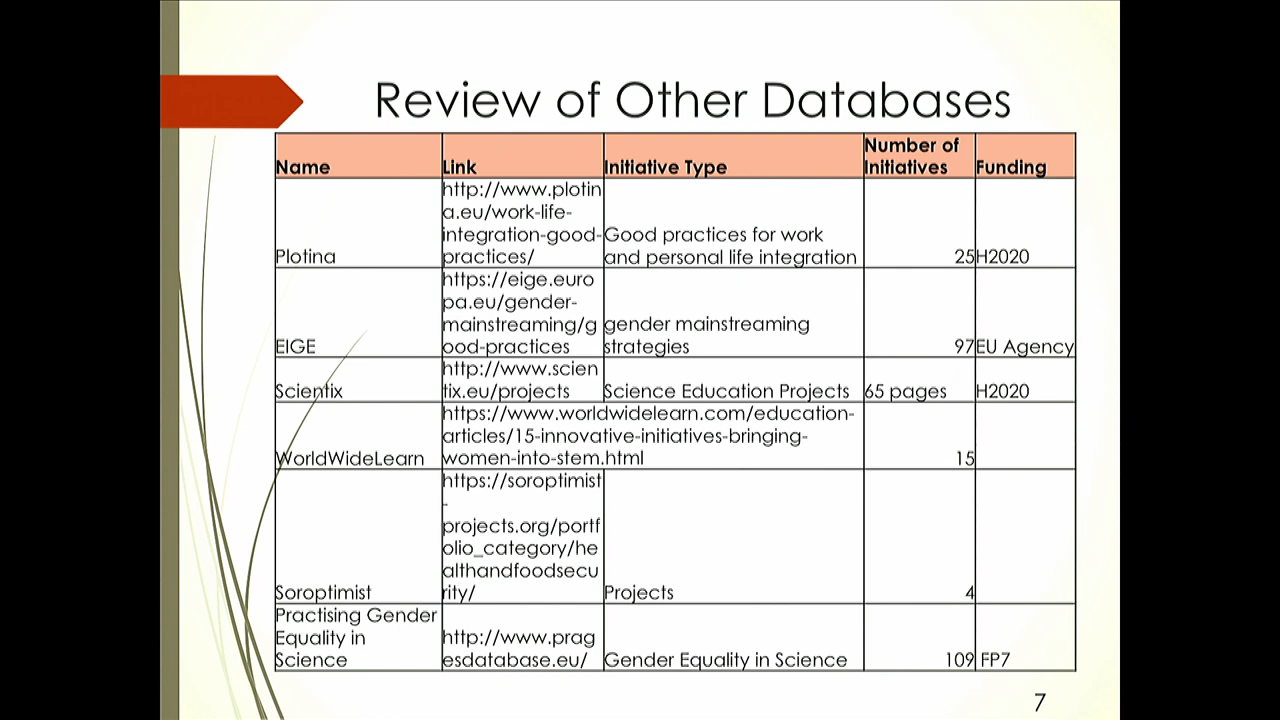 Review of Other Databases
Name
Link
Initiative Type
Number of
Initiatives
Funding
Plotina
http://www.plotin
a.eu/work-life-
integration-good-
practices/
Good practices for work
and personal life integration
25
H2020
EIGE
https://eige.euro
pa.eu/gender-
mainstreaming/g
ood-practices
gender mainstreaming
strategies
97
EU Agency
Scientix
http://www.scien
tix.eu/projects
Science Education Projects
65 pages
H2020
WorldWideLearn
https://www.worldwidelearn.com/education-
articles/15-innovative-initiatives-bringing-
women-into-stem.html
15
Soroptimist
https://soroptimist
-
projects.org/portf
olio_category/he
althandfoodsecu
rity/
Projects
4
Practising Gender
Equality in
Science
http://www.prag
esdatabase.eu/
Gender Equality in Science
109
FP7
7